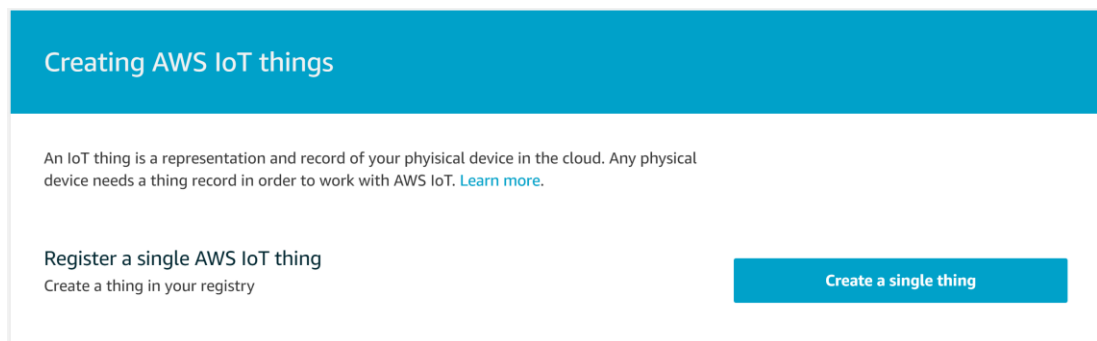 Creating AWS IoT things
An IoT thing is a representation and record of your phyisical device in the cloud. Any physical
device needs a thing record in order to work with AWS IoT. Learn more.
Register a single AWS IoT thing
Create a thing in your registry
Create a single thing